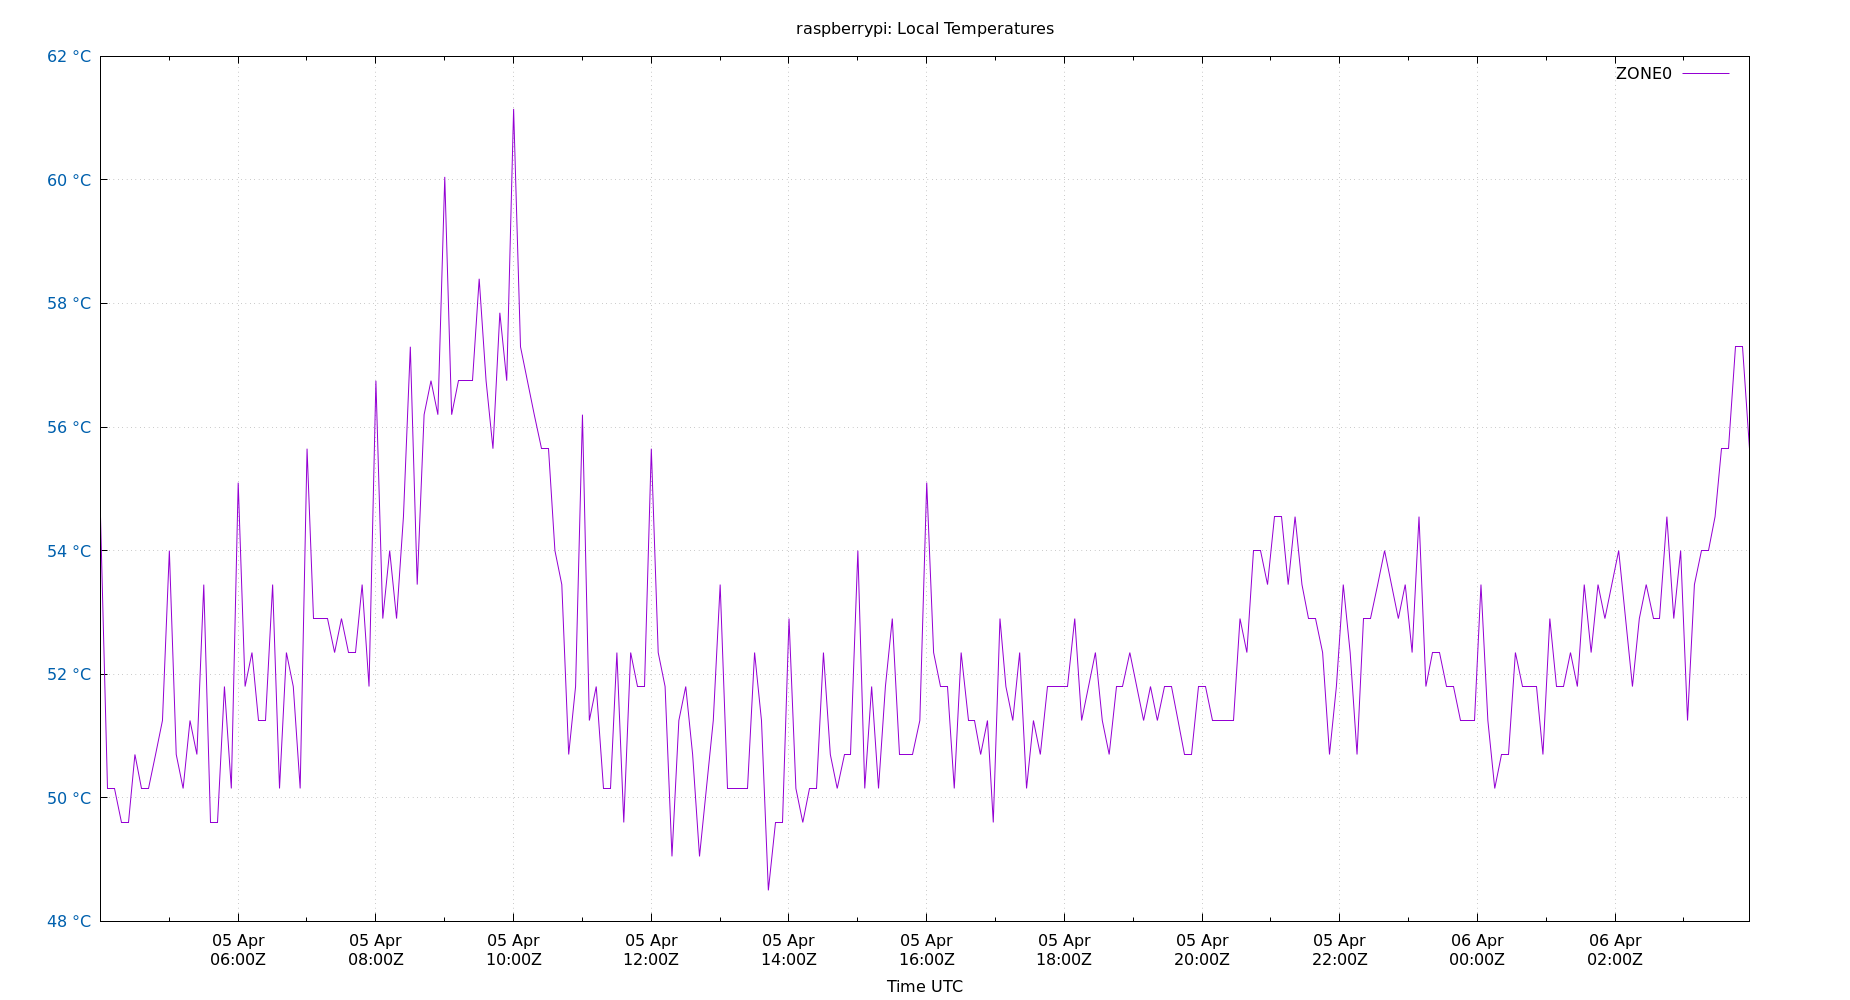 raspberrypi: Local Temperatures
62 °C
ZONE0
60 °C
58 °C
56 °C
54 °C
52 °C
50 °C
48 °C
05 Apr 05 Apr 05 Apr 05 Apr 05 Apr 05 Apr 05 Apr 05 Apr 05 Apr 06 Apr 06 Apr
06:00Z 08:00Z 10:00Z 12:00Z 14:00Z 16:00Z 18:00Z 20:00Z 22:00Z 00:00Z 02:00Z
Time UTC